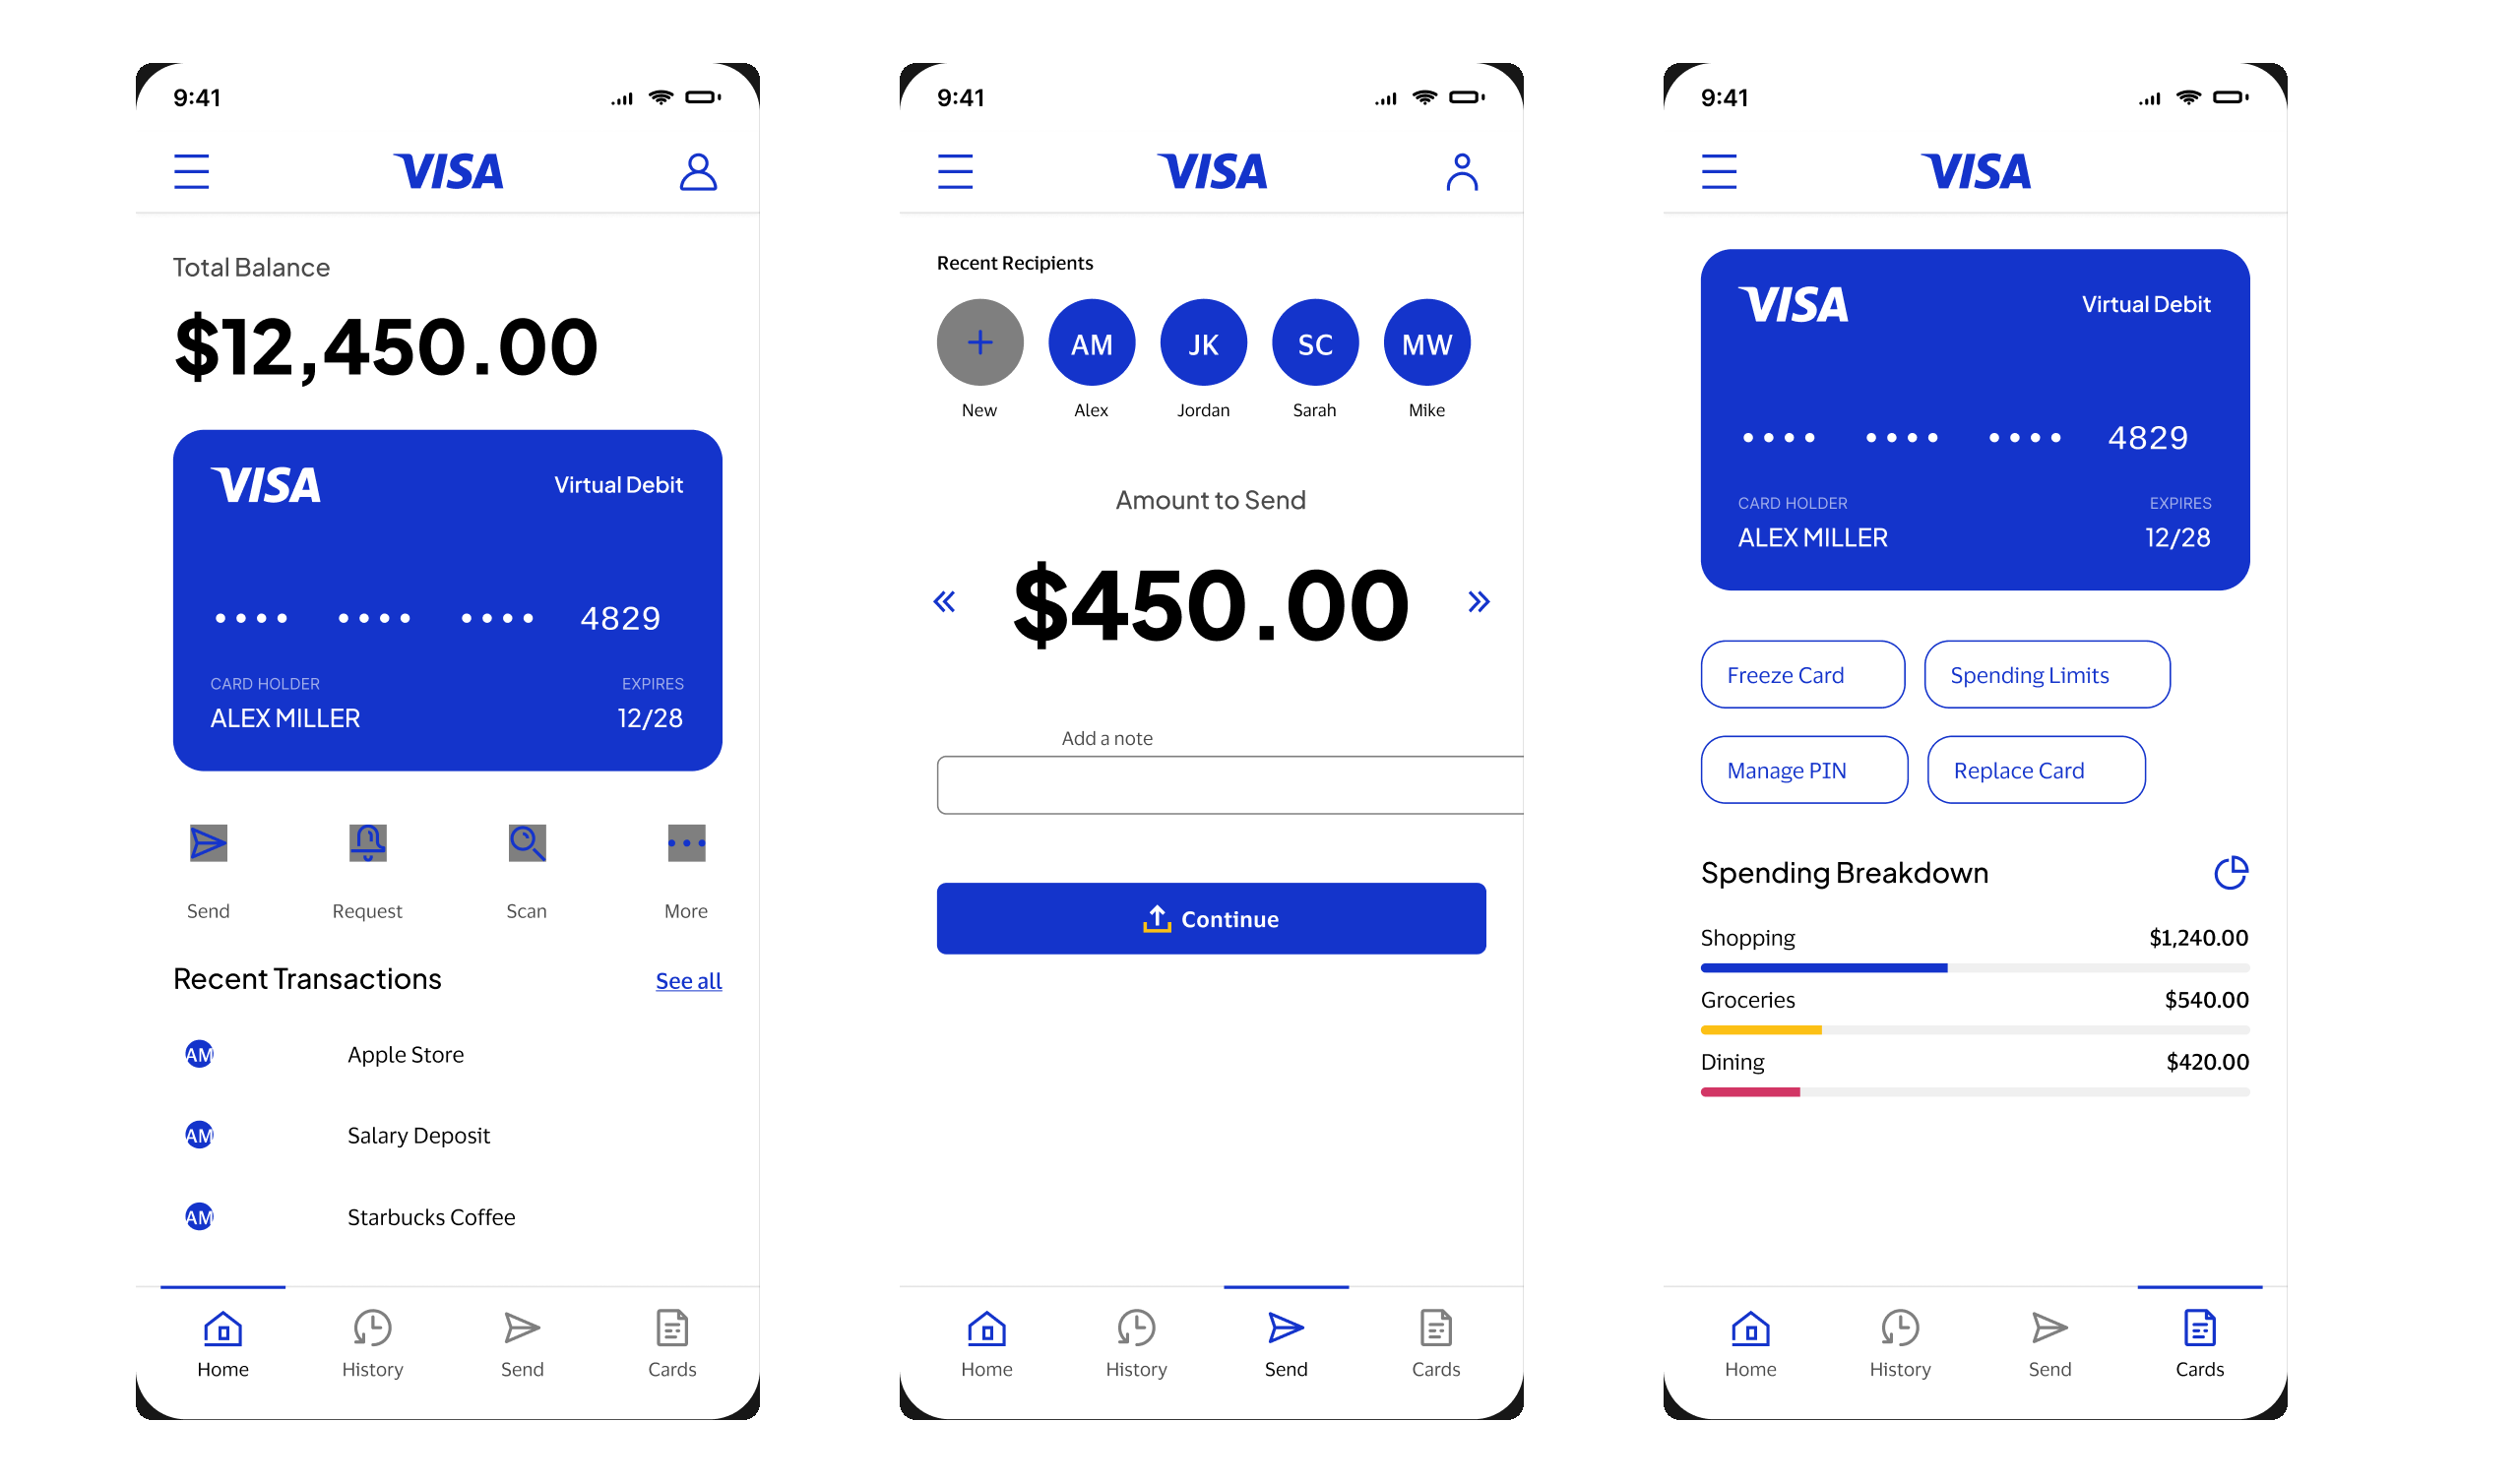 9:41
VISA
Total Balance
$12,450.00
VISA
Virtual Debit
•••• •••• •••• 4829
CARD HOLDER
EXPIRES
ALEX MILLER
12/28
Send
Request
Scan
More
Recent Transactions
See all
AM
Apple Store
AM
Salary Deposit
AM
Starbucks Coffee
Home
History
Send
Cards
9:41
VISA
Recent Recipients
AM
JK
SC
MW
New
Alex
Jordan
Sarah
Mike
Amount to Send
$450.00
Add a note
Continue
Home
History
Send
Cards
9:41
VISA
VISA
Virtual Debit
•••• •••• •••• 4829
CARD HOLDER
EXPIRES
ALEX MILLER
12/28
Freeze Card
Spending Limits
Manage PIN
Replace Card
Spending Breakdown
Shopping
$1,240.00
Groceries
$540.00
Dining
$420.00
Home
History
Send
Cards